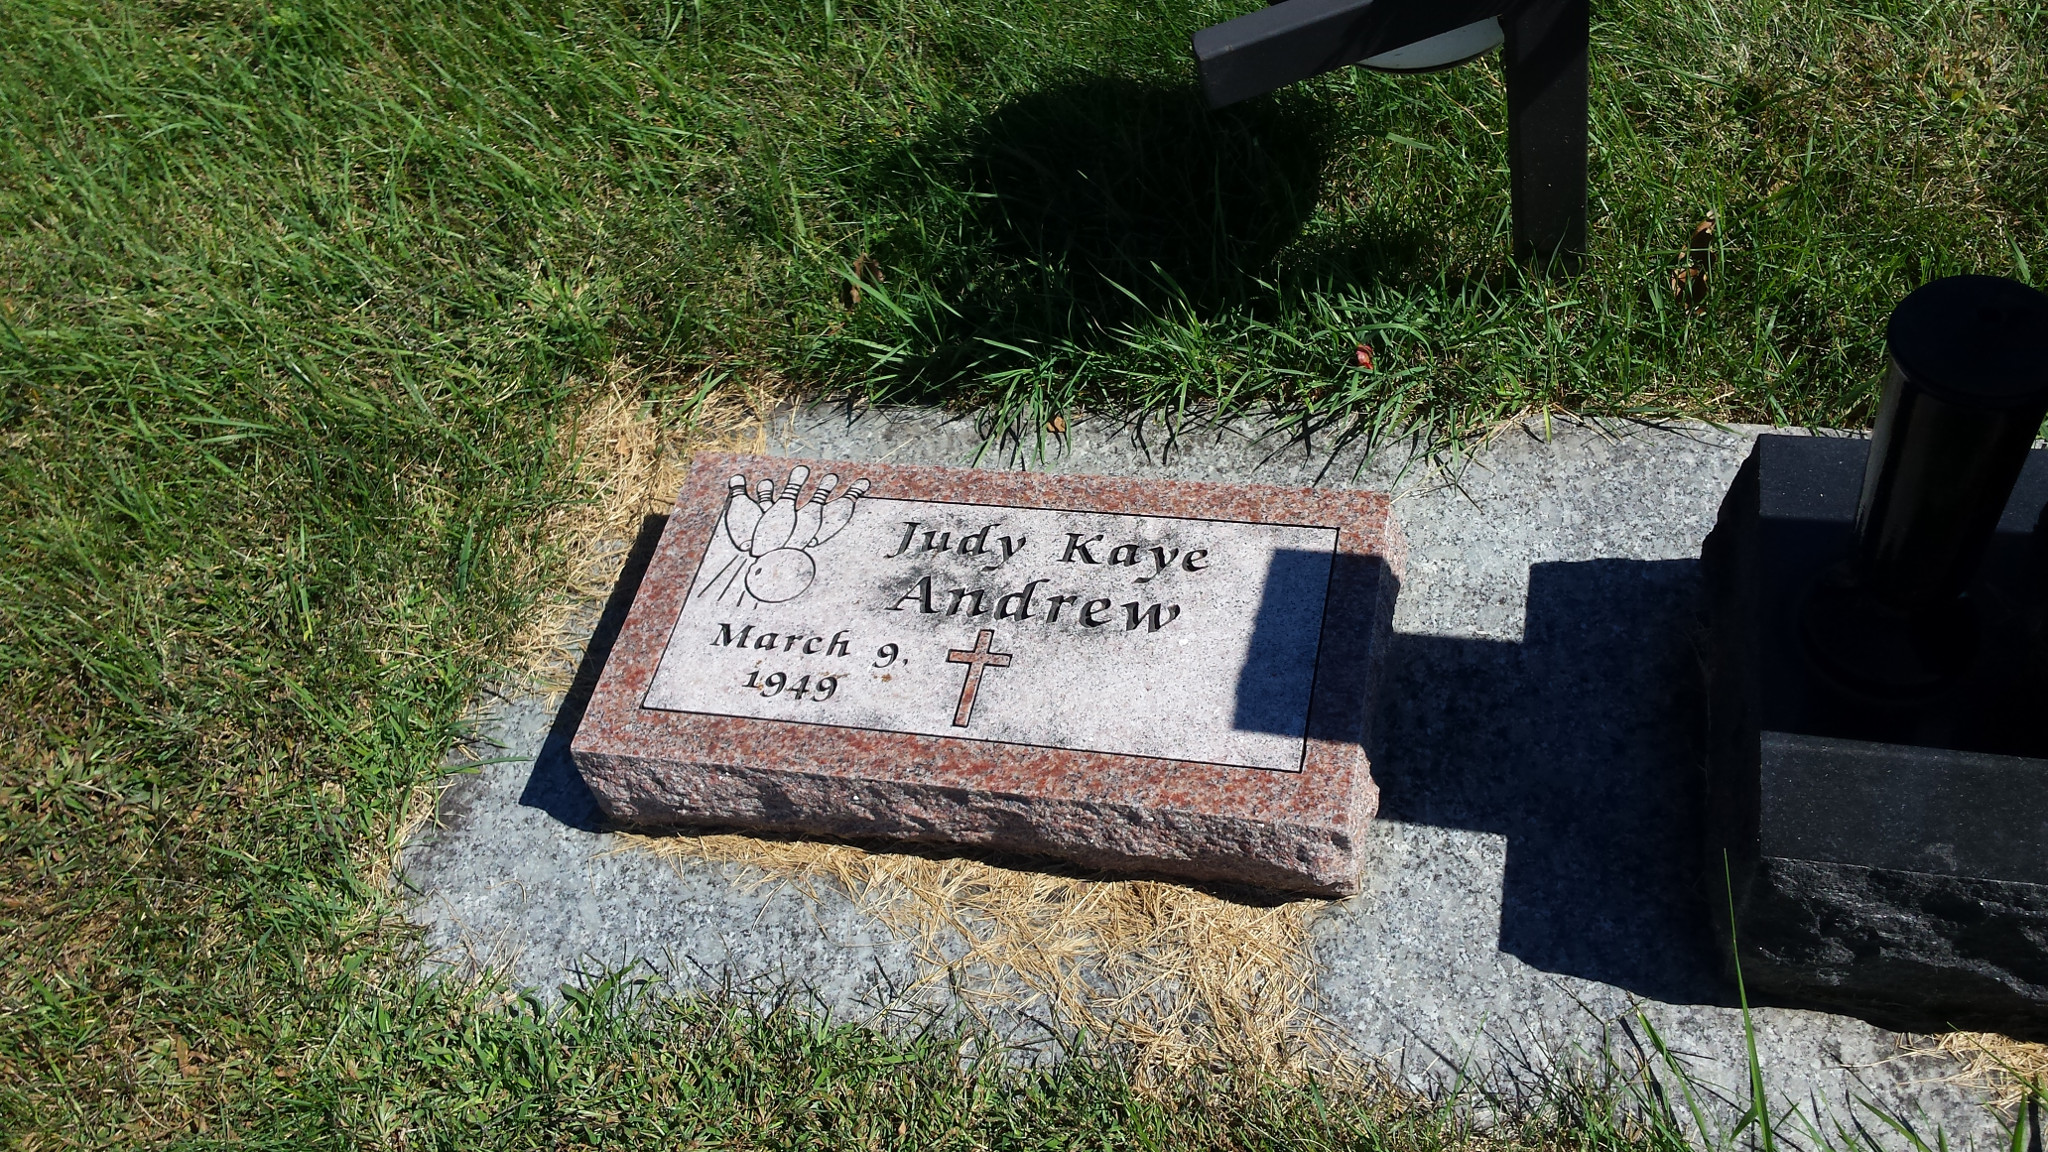 Judy Kaye
Andrew
March 9,
1949